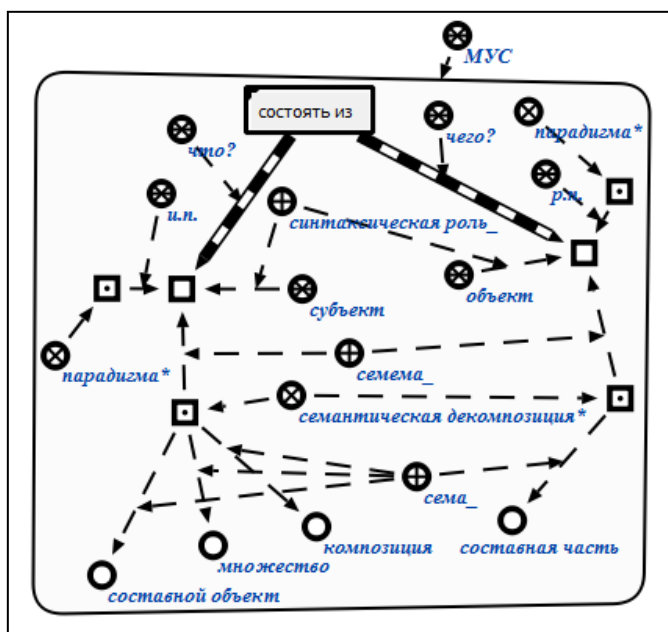 МУС
состоять из
что?
чего?
парадигма*
и.п.
р.п.
синтаксическая роль_
объект
субъект
парадигма*
семема_
семантическая декомпозиция*
сема_
композиция
составная часть
множество
составной объект